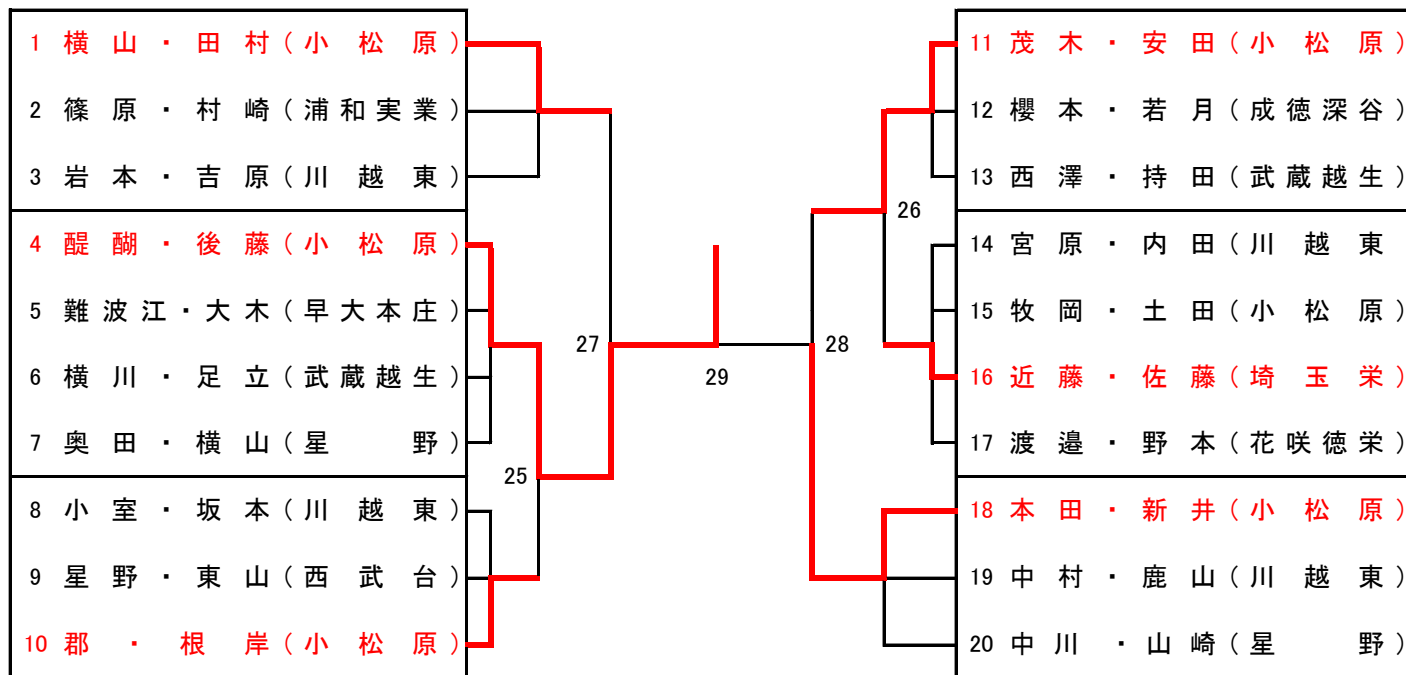 1 横山・田村(小松原)
2 篠原・村崎(浦和実業)
3 岩本・吉原(川越東)
4 醍醐・後藤(小松原)
5 難波江・大木(早大本庄)
6 横川・足立(武蔵越生)
7 奥田・横山(星野)
8 小室・坂本(川越東)
9 星野・東山(西武台)
10 郡・根岸(小松原)
25
27
29
28
26
11 茂木・安田(小松原)
12 櫻本・若月(成徳深谷)
13 西澤・持田(武蔵越生)
14 宮原・内田(川越東
15 牧岡・土田(小松原)
16 近藤・佐藤(埼玉栄)
17 渡邉・野本(花咲徳栄)
18 本田・新井(小松原)
19 中村・鹿山(川越東)
20 中川・山崎(星野)